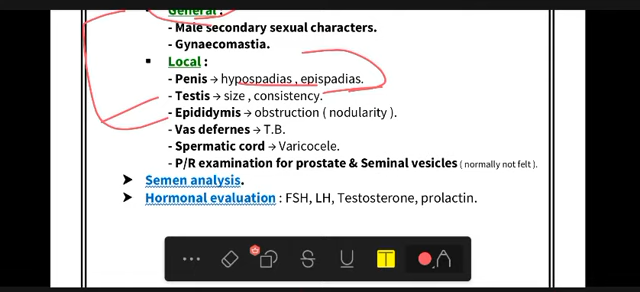 General :
- Male secondary sexual characters.
- Gynaecomastia.
▪ Local :
- Penis → hypospadias , epispadias.
- Testis → size , consistency.
- Epididymis → obstruction ( nodularity ).
- Vas defernes → T.B.
- Spermatic cord → Varicocele.
- P/R examination for prostate & Seminal vesicles ( normally not felt ).
➤ Semen analysis.
➤ Hormonal evaluation : FSH, LH, Testosterone, prolactin.